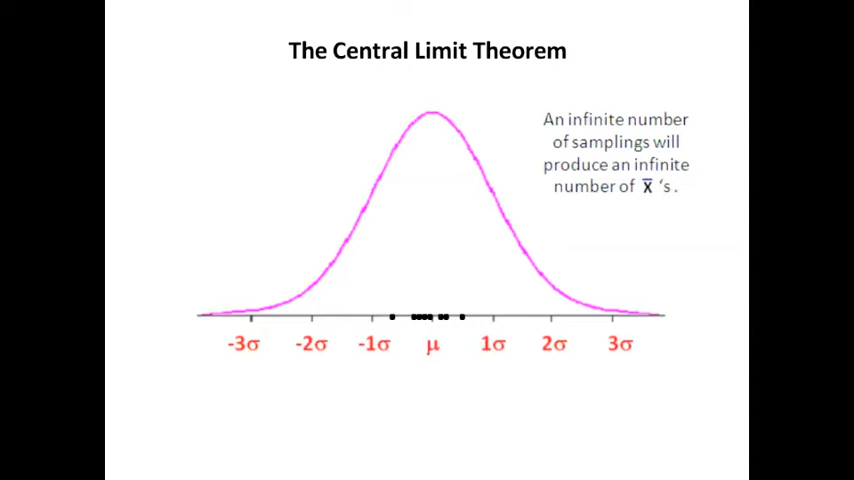 The Central Limit Theorem
An infinite number
of samplings will
produce an infinite
number of x̅ 's.
-3σ -2σ -1σ μ 1σ 2σ 3σ